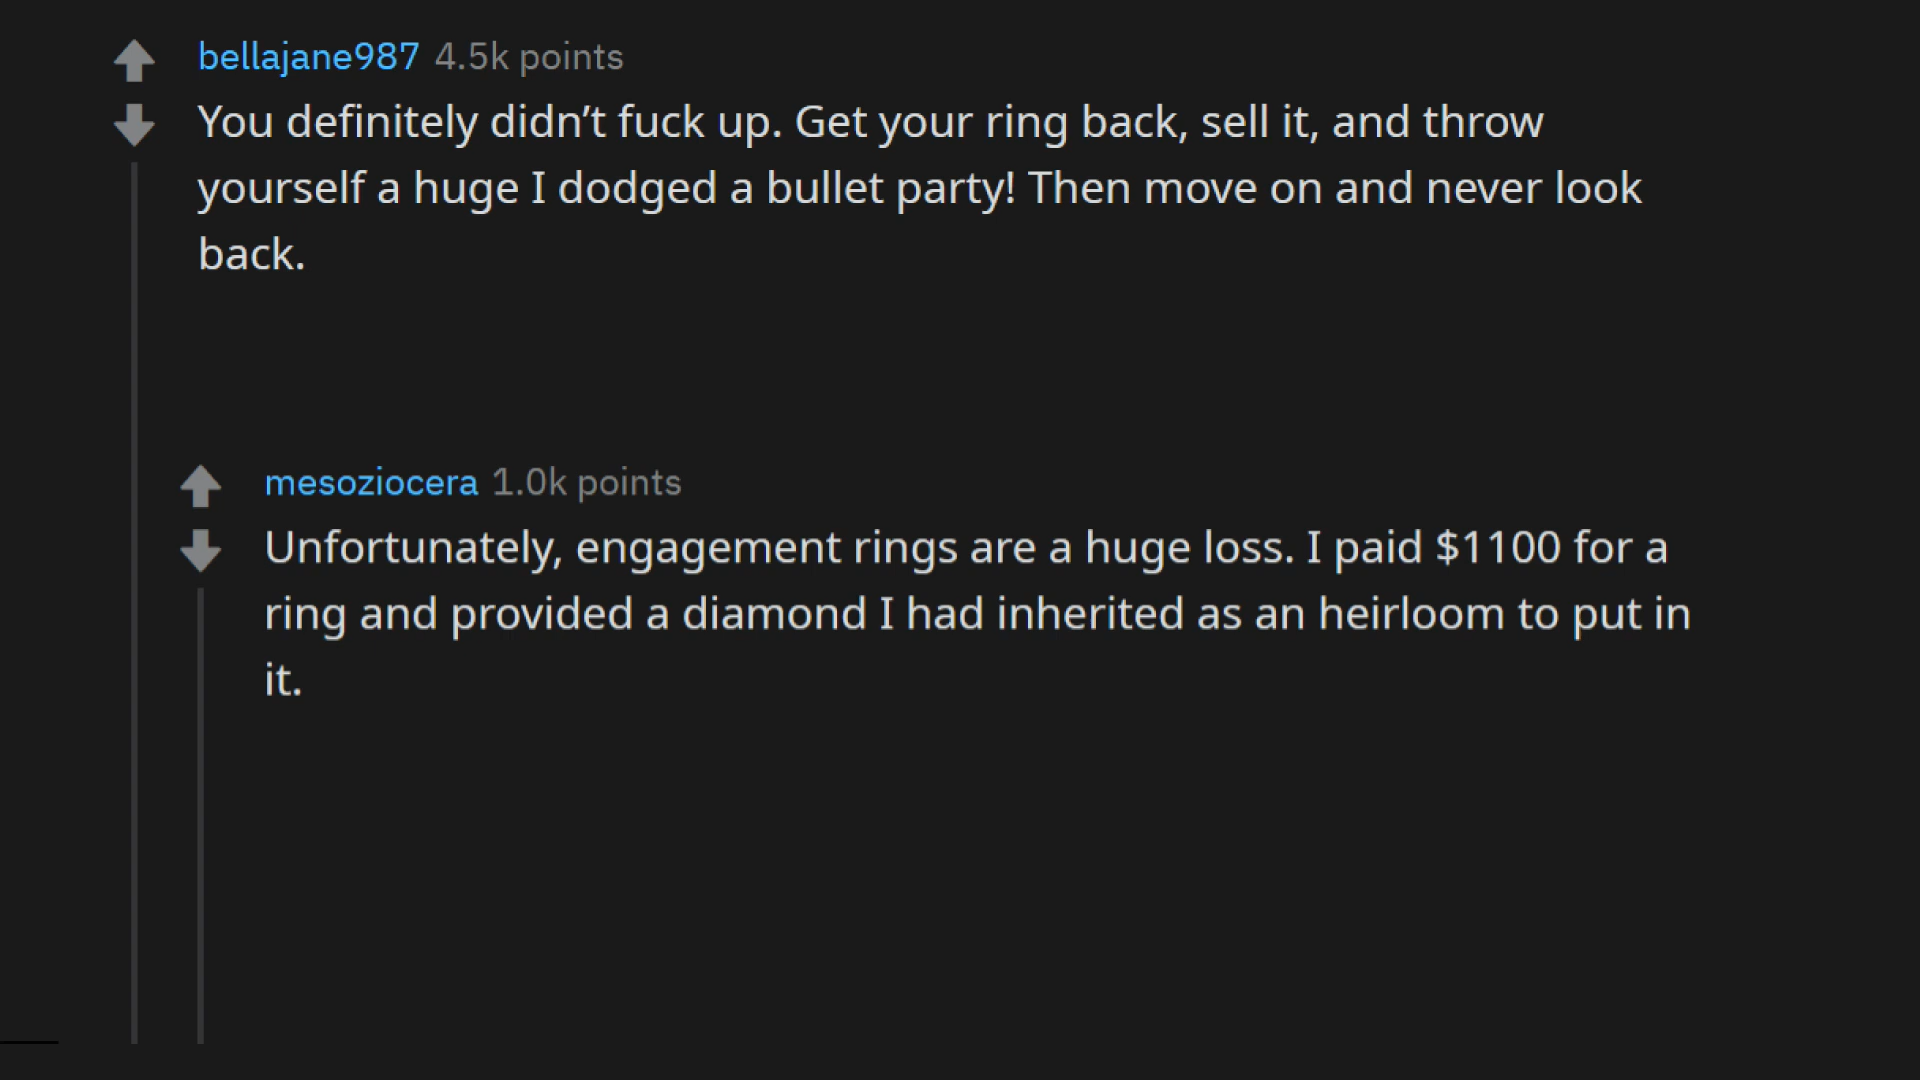 bellajane987 4.5k points
You definitely didn’t fuck up. Get your ring back, sell it, and throw
yourself a huge I dodged a bullet party! Then move on and never look
back.
mesoziocera 1.0k points
Unfortunately, engagement rings are a huge loss. I paid $1100 for a
ring and provided a diamond I had inherited as an heirloom to put in
it.